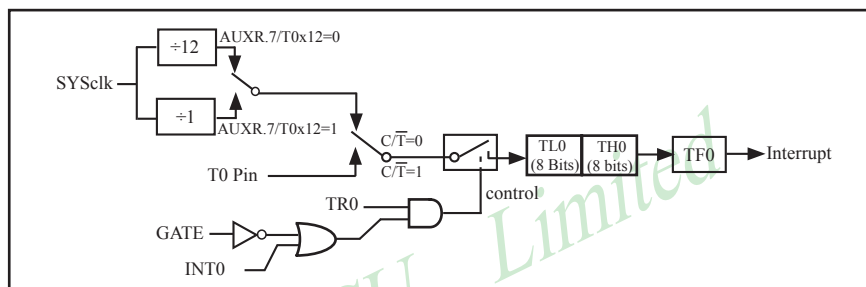 AUXR.7/T0x12=0
÷12
SYSclk
÷1
AUXR.7/T0x12=1
C/T̅=0
C/T̅=1
T0 Pin
TL0
(8 Bits)
TH0
(8 bits)
TF0
Interrupt
control
TR0
GATE
INT0
Limited